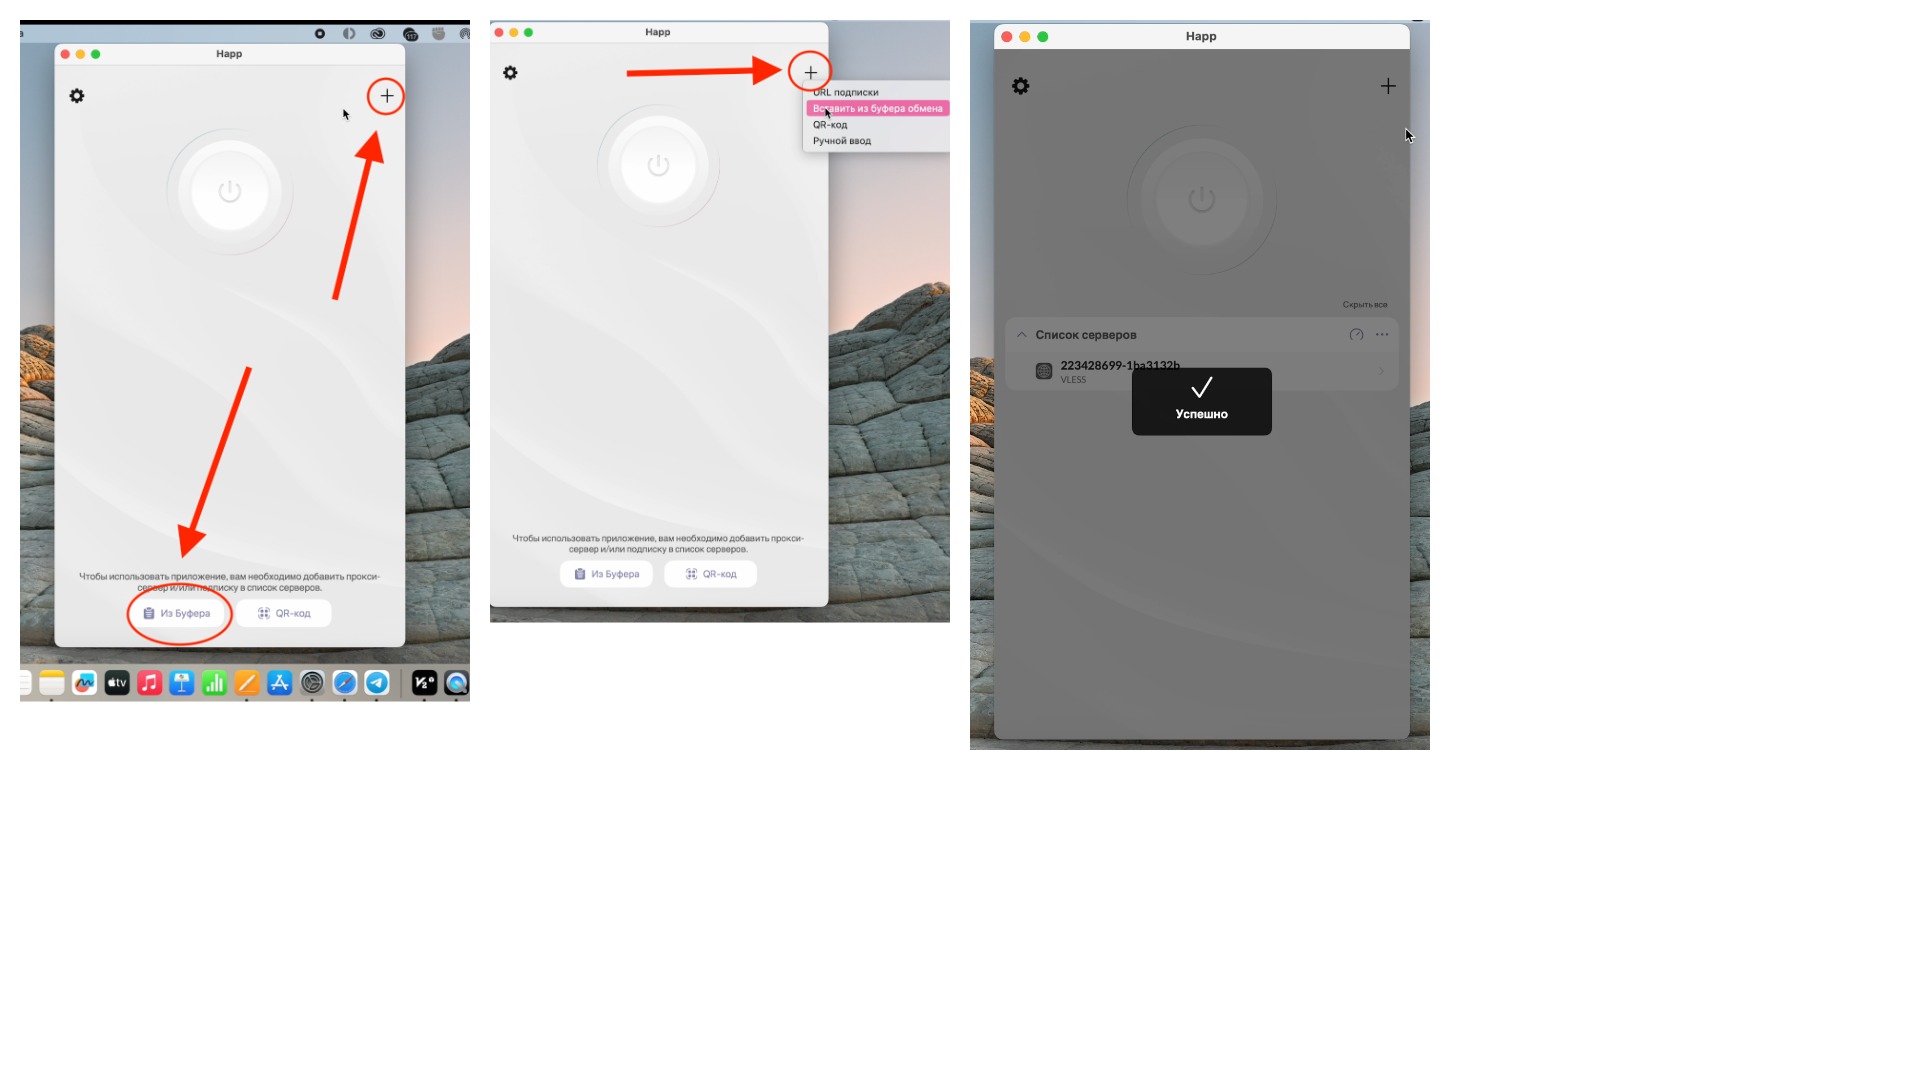 Happ
Чтобы использовать приложение, вам необходимо добавить прокси-
сервер и/или подписку в список серверов.
Из Буфера
QR-код
tv
Happ
URL подписки
Вставить из буфера обмена
QR-код
Ручной ввод
Чтобы использовать приложение, вам необходимо добавить прокси-
сервер и/или подписку в список серверов.
Из Буфера
QR-код
Happ
Скрыть все
Список серверов
223428699-1ba3132b
VLESS
Успешно